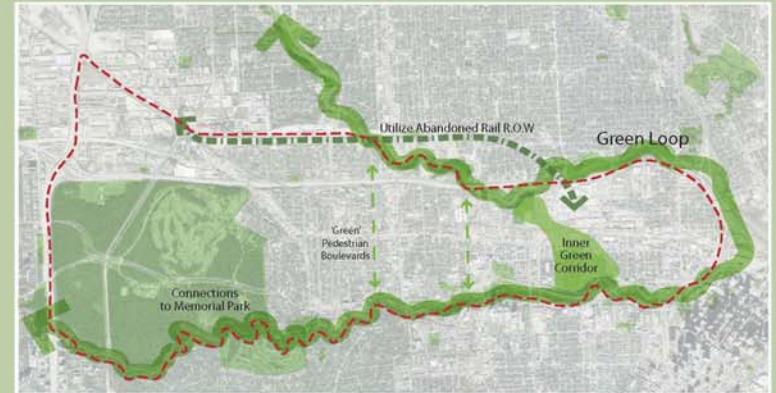 Utilize Abandoned Rail R.O.W
Green Loop
'Green'
Pedestrian
Boulevards
Inner
Green
Corridor
Connections
to Memorial Park